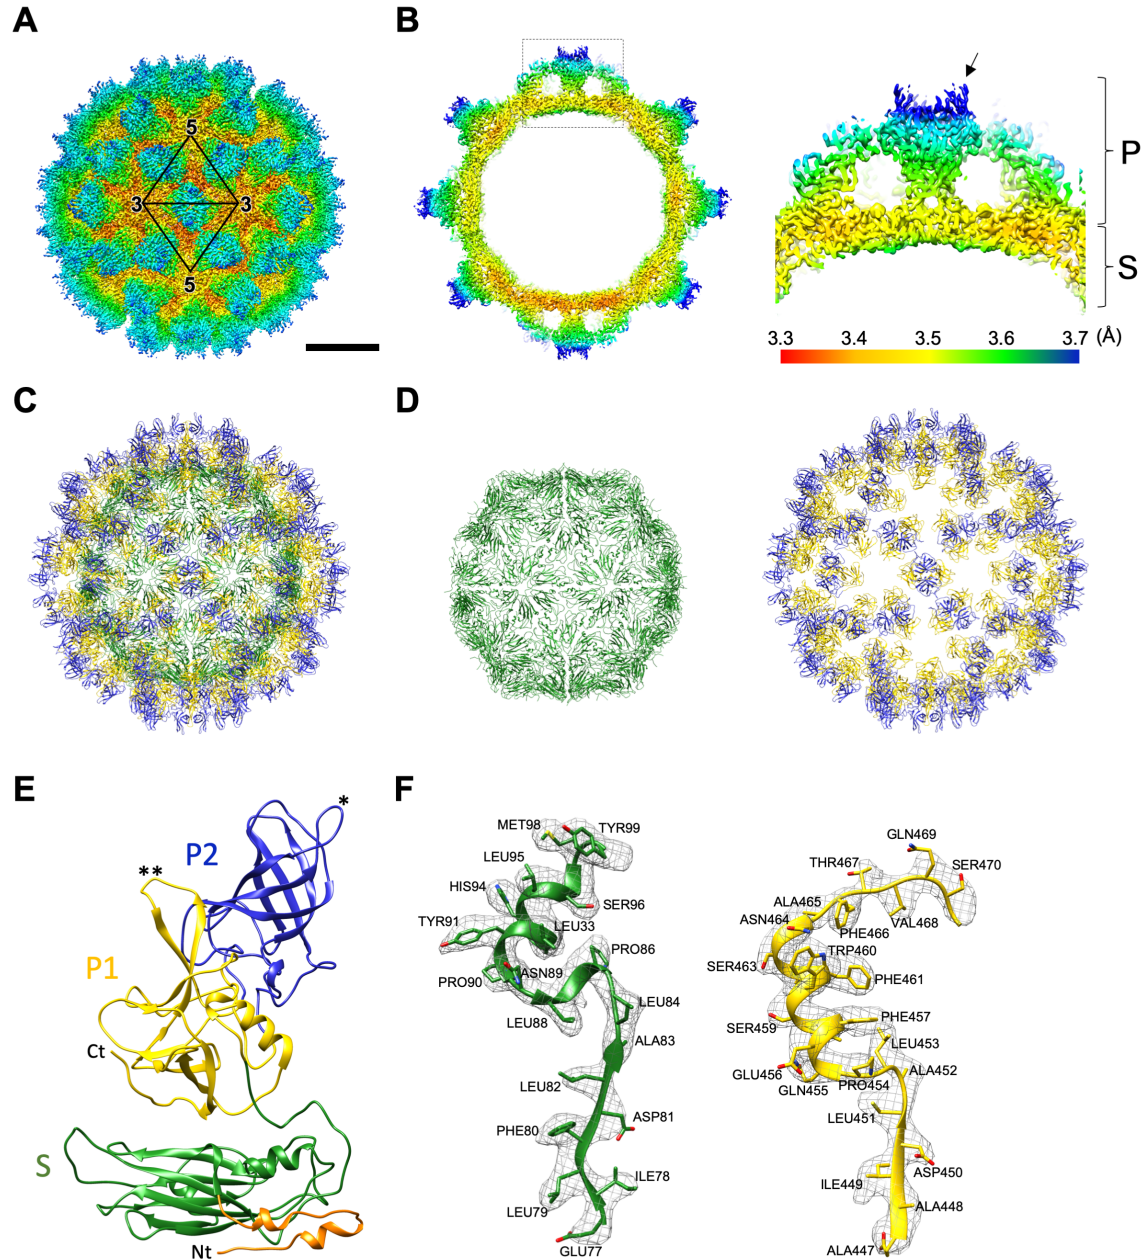 A
B
5
3
3
5
P
S
3.3
3.4
3.5
3.6
3.7
(Å)
C
D
E
F
P2
*
**
P1
Ct
S
Nt
MET98
TYR99
LEU95
HIS94
SER96
TYR91
LEU33
PRO86
ASN89
PRO90
LEU84
LEU88
ALA83
LEU82
ASP81
PHE80
ILE78
LEU79
GLU77
GLN469
THR467
SER470
ALA465
ASN464
VAL468
PHE466
TRP460
SER463
PHE461
PHE457
SER459
LEU453
GLU456
PRO454
ALA452
GLN455
LEU451
ASP450
ILE449
ALA448
ALA447